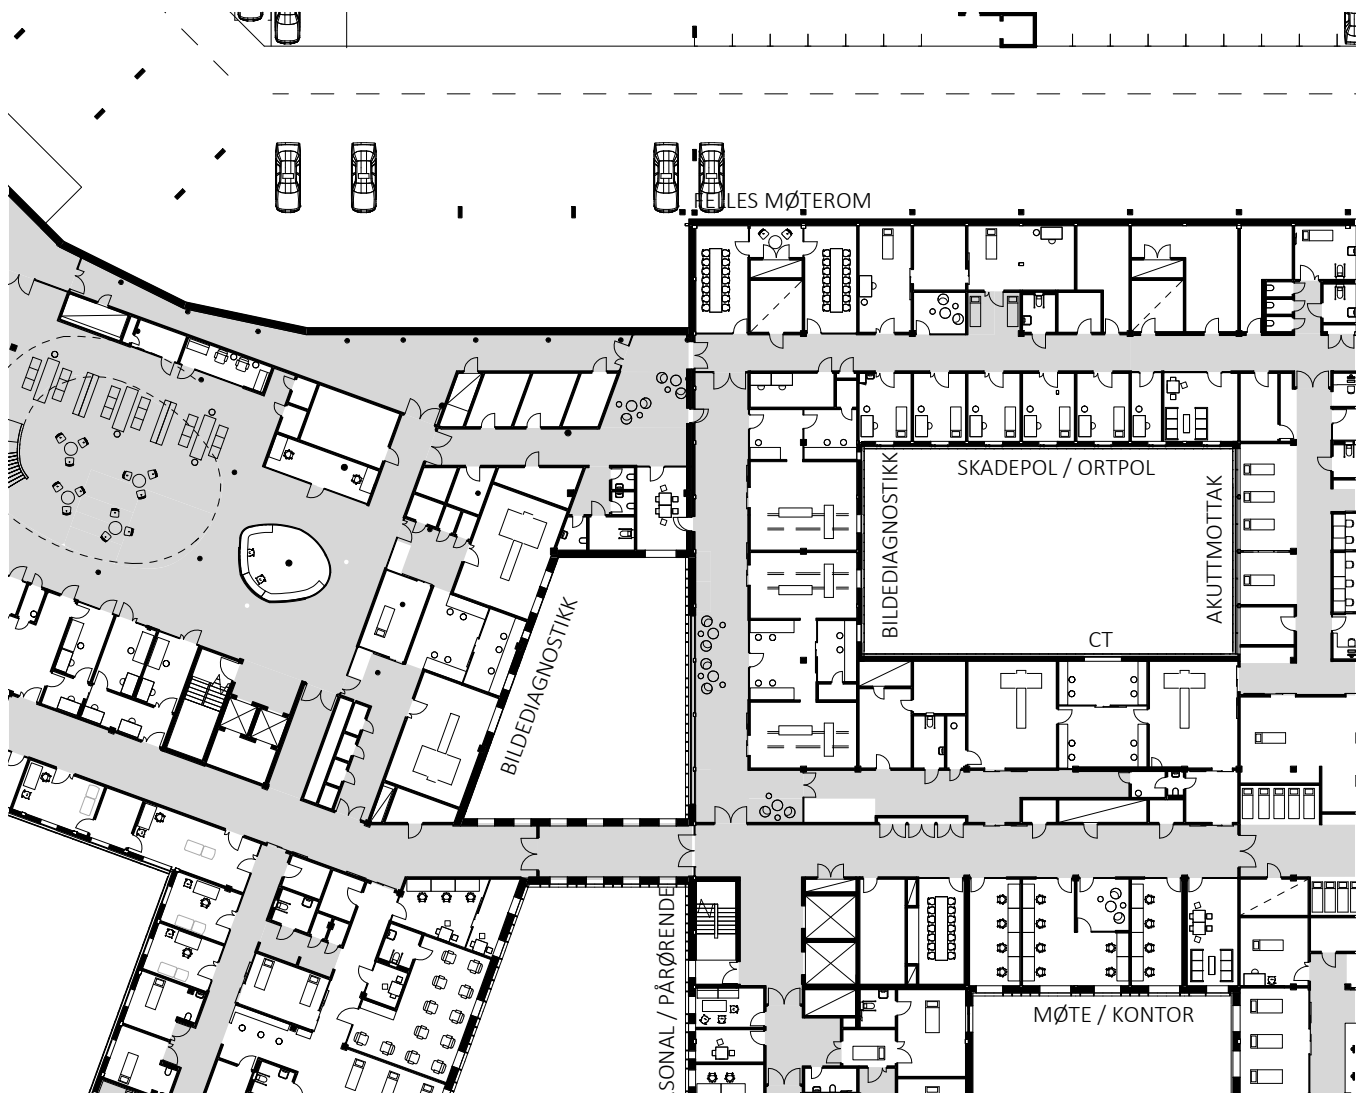 FELLES MØTEROM
SKADEPOL / ORTPOL
BILDEDIAGNOSTIKK
AKUTTMOTTAK
CT
BILDEDIAGNOSTIKK
SONAL / PÅRØRENDE
MØTE / KONTOR